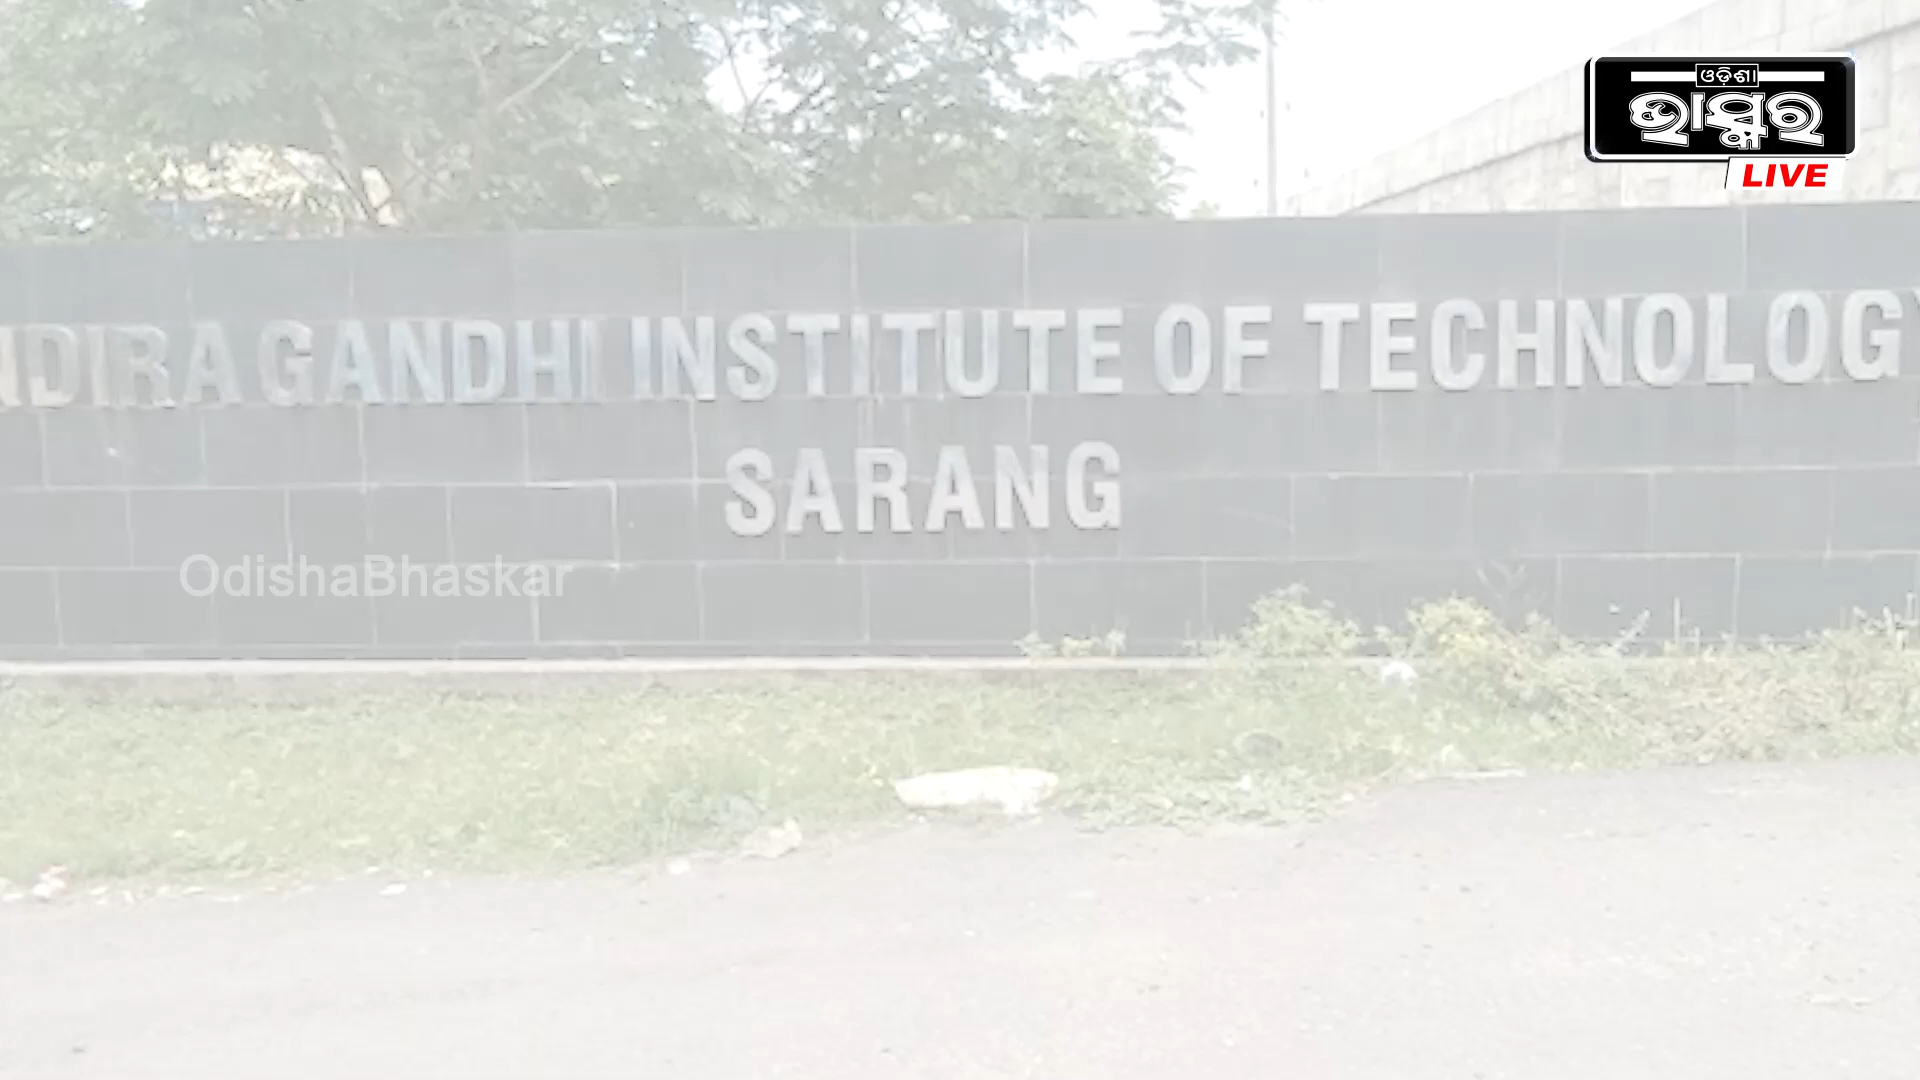 ଓଡ଼ିଶା
ଭାସ୍କର
LIVE
NDIRA GANDHI INSTITUTE OF TECHNOLOGY
SARANG
OdishaBhaskar